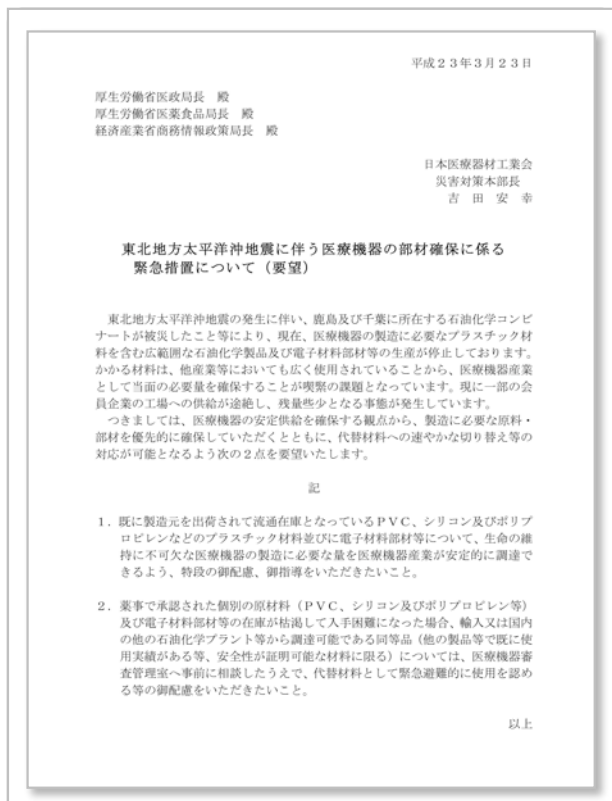 平成２３年３月２３日
厚生労働省医政局長　殿
厚生労働省医薬食品局長　殿
経済産業省商務情報政策局長　殿
日本医療器材工業会
災害対策本部長
吉　田　安　幸
東北地方太平洋沖地震に伴う医療機器の部材確保に係る
緊急措置について（要望）
東北地方太平洋沖地震の発生に伴い、鹿島及び千葉に所在する石油化学コンビ
ナートが被災したこと等により、現在、医療機器の製造に必要なプラスチック材
料を含む広範囲な石油化学製品及び電子材料部材等の生産が停止しております。
かかる材料は、他産業等においても広く使用されていることから、医療機器産業
として当面の必要量を確保することが喫緊の課題となっています。現に一部の会
員企業の工場への供給が途絶し、残量些少となる事態が発生しています。
つきましては、医療機器の安定供給を確保する観点から、製造に必要な原料・
部材を優先的に確保していただくとともに、代替材料への速やかな切り替え等の
対応が可能となるよう次の２点を要望いたします。
記
１．既に製造元を出荷されて流通在庫となっているＰＶＣ、シリコン及びポリプ
ロピレンなどのプラスチック材料並びに電子材料部材等について、生命の維
持に不可欠な医療機器の製造に必要な量を医療機器産業が安定的に調達で
きるよう、特段の御配慮、御指導をいただきたいこと。
２．薬事で承認された個別の原材料（ＰＶＣ、シリコン及びポリプロピレン等）
及び電子材料部材等の在庫が枯渇して入手困難になった場合、輸入又は国内
の他の石油化学プラント等から調達可能である同等品（他の製品等で既に使
用実績がある等、安全性が証明可能な材料に限る）については、医療機器審
査管理室へ事前に相談したうえで、代替材料として緊急避難的に使用を認め
る等の御配慮をいただきたいこと。
以上